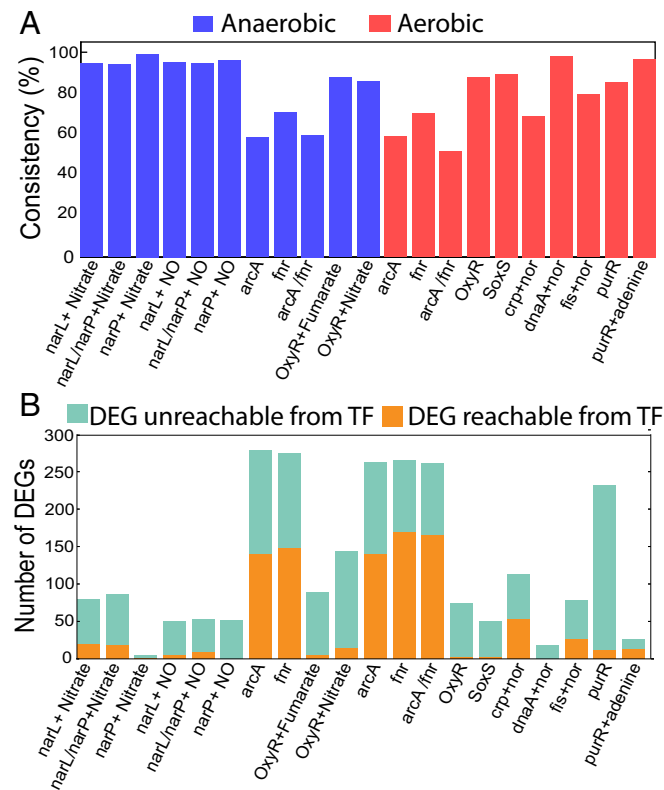 A
Anaerobic Aerobic
Consistency (%)
100
80
60
40
20
0
narL+ Nitrate
narL/narP+Nitrate
narP+ Nitrate
narL+ NO
narL/narP+ NO
narP+ NO
arcA
fnr
arcA /fnr
OxyR+Fumarate
OxyR+Nitrate
arcA
fnr
arcA /fnr
OxyR
SoxS
crp+nor
dnaA+nor
fis+nor
purR
purR+adenine
B
DEG unreachable from TF DEG reachable from TF
Number of DEGs
300
250
200
150
100
50
0
narL+ Nitrate
narL/narP+Nitrate
narP+ Nitrate
narL+ NO
narL/narP+ NO
narP+ NO
arcA
fnr
OxyR+Fumarate
OxyR+Nitrate
arcA
fnr
arcA /fnr
OxyR
SoxS
crp+nor
dnaA+nor
fis+nor
purR
purR+adenine